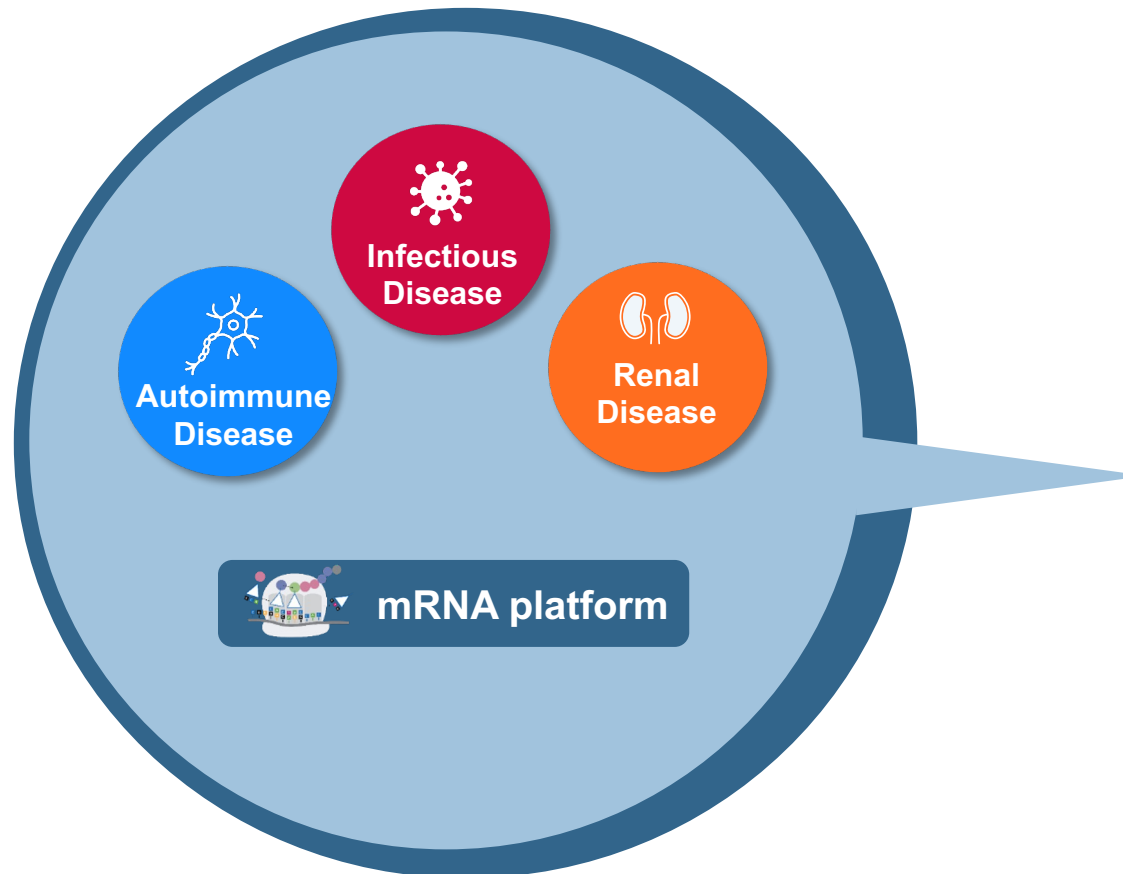 Infectious
Disease
Autoimmune
Disease
Renal
Disease
mRNA platform